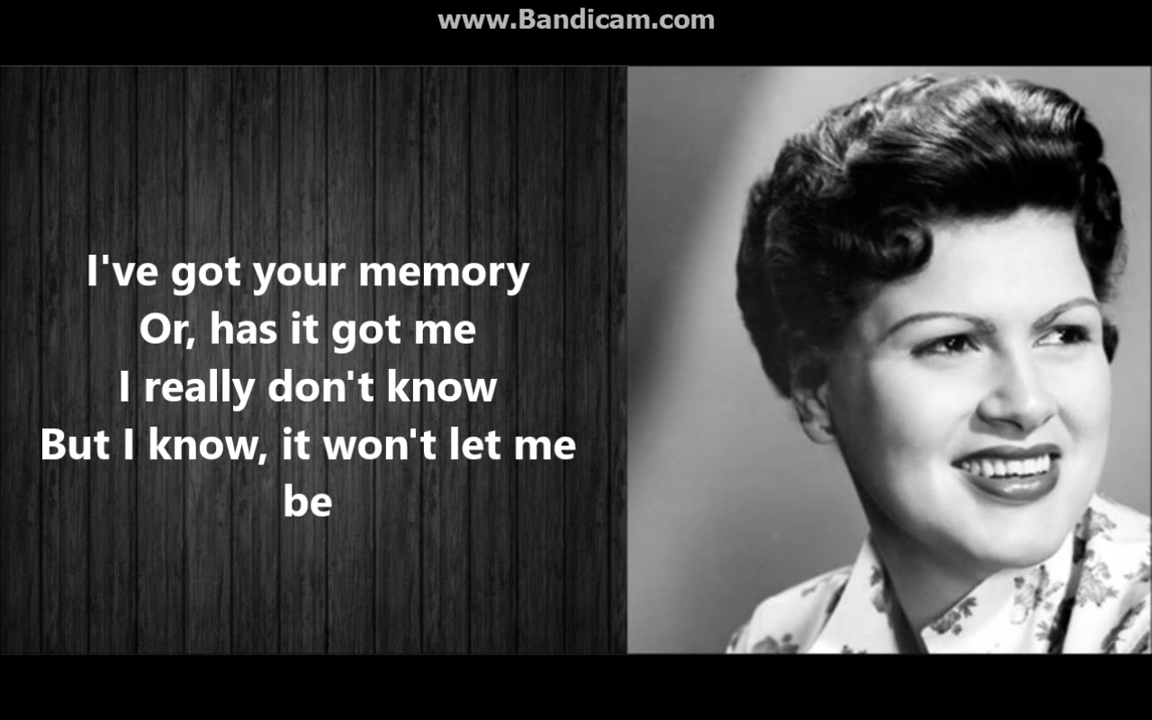 www.Bandicam.com
I've got your memory
Or, has it got me
I really don't know
But I know, it won't let me
be